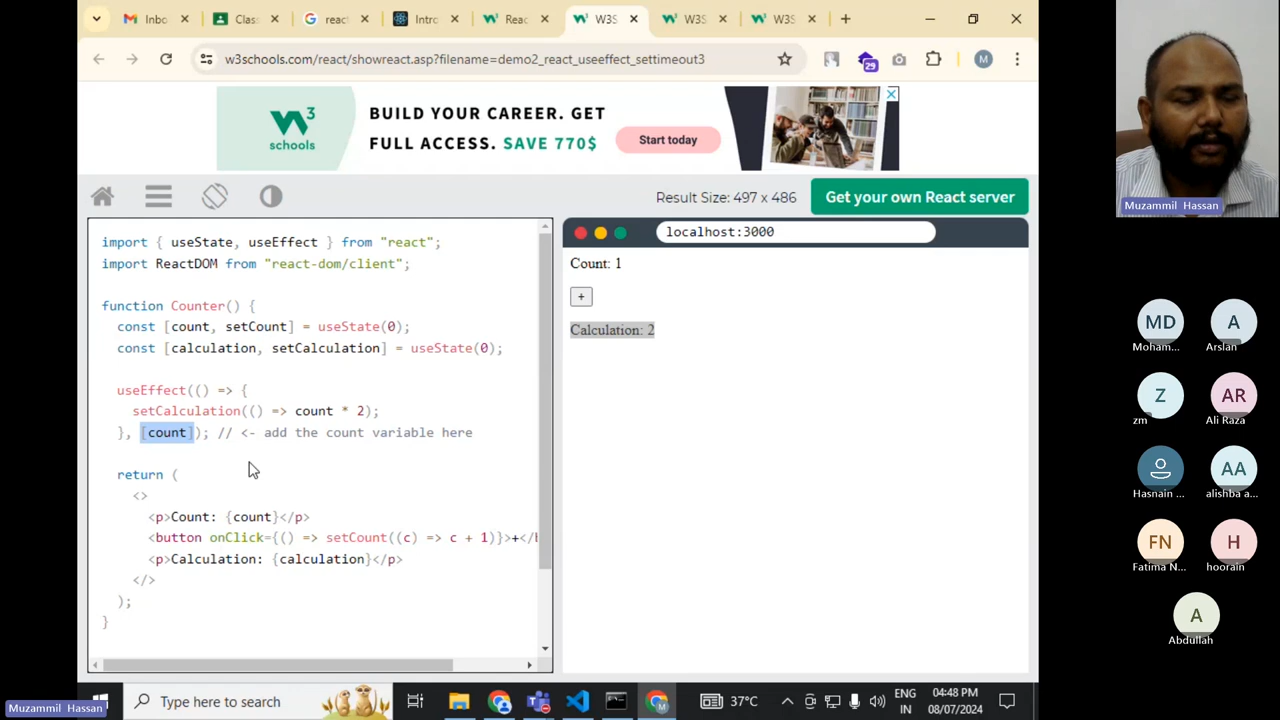 Inbo
Class
react
Intro
Reac
W3S
W3S
W3S
w3schools.com/react/showreact.asp?filename=demo2_react_useeffect_settimeout3
29
M
3
schools
BUILD YOUR CAREER. GET
FULL ACCESS. SAVE 770$
Start today
Result Size: 497 x 486
Get your own React server
import { useState, useEffect } from "react";
import ReactDOM from "react-dom/client";
function Counter() {
const [count, setCount] = useState(0);
const [calculation, setCalculation] = useState(0);
useEffect(() => {
setCalculation(() => count * 2);
}, [count]); // <- add the count variable here
return (
<>
<p>Count: {count}</p>
<button onClick={() => setCount((c) => c + 1)}>+</b
<p>Calculation: {calculation}</p>
</>
);
}
localhost:3000
Count: 1
+
Calculation: 2
Muzammil Hassan
MD
Moham...
A
Arslan
Z
zm
AR
Ali Raza
Hasnain ...
AA
alishba a...
FN
Fatima N...
H
hoorain
A
Abdullah
Muzammil Hassan
Type here to search
37°C
ENG
IN
04:48 PM
08/07/2024